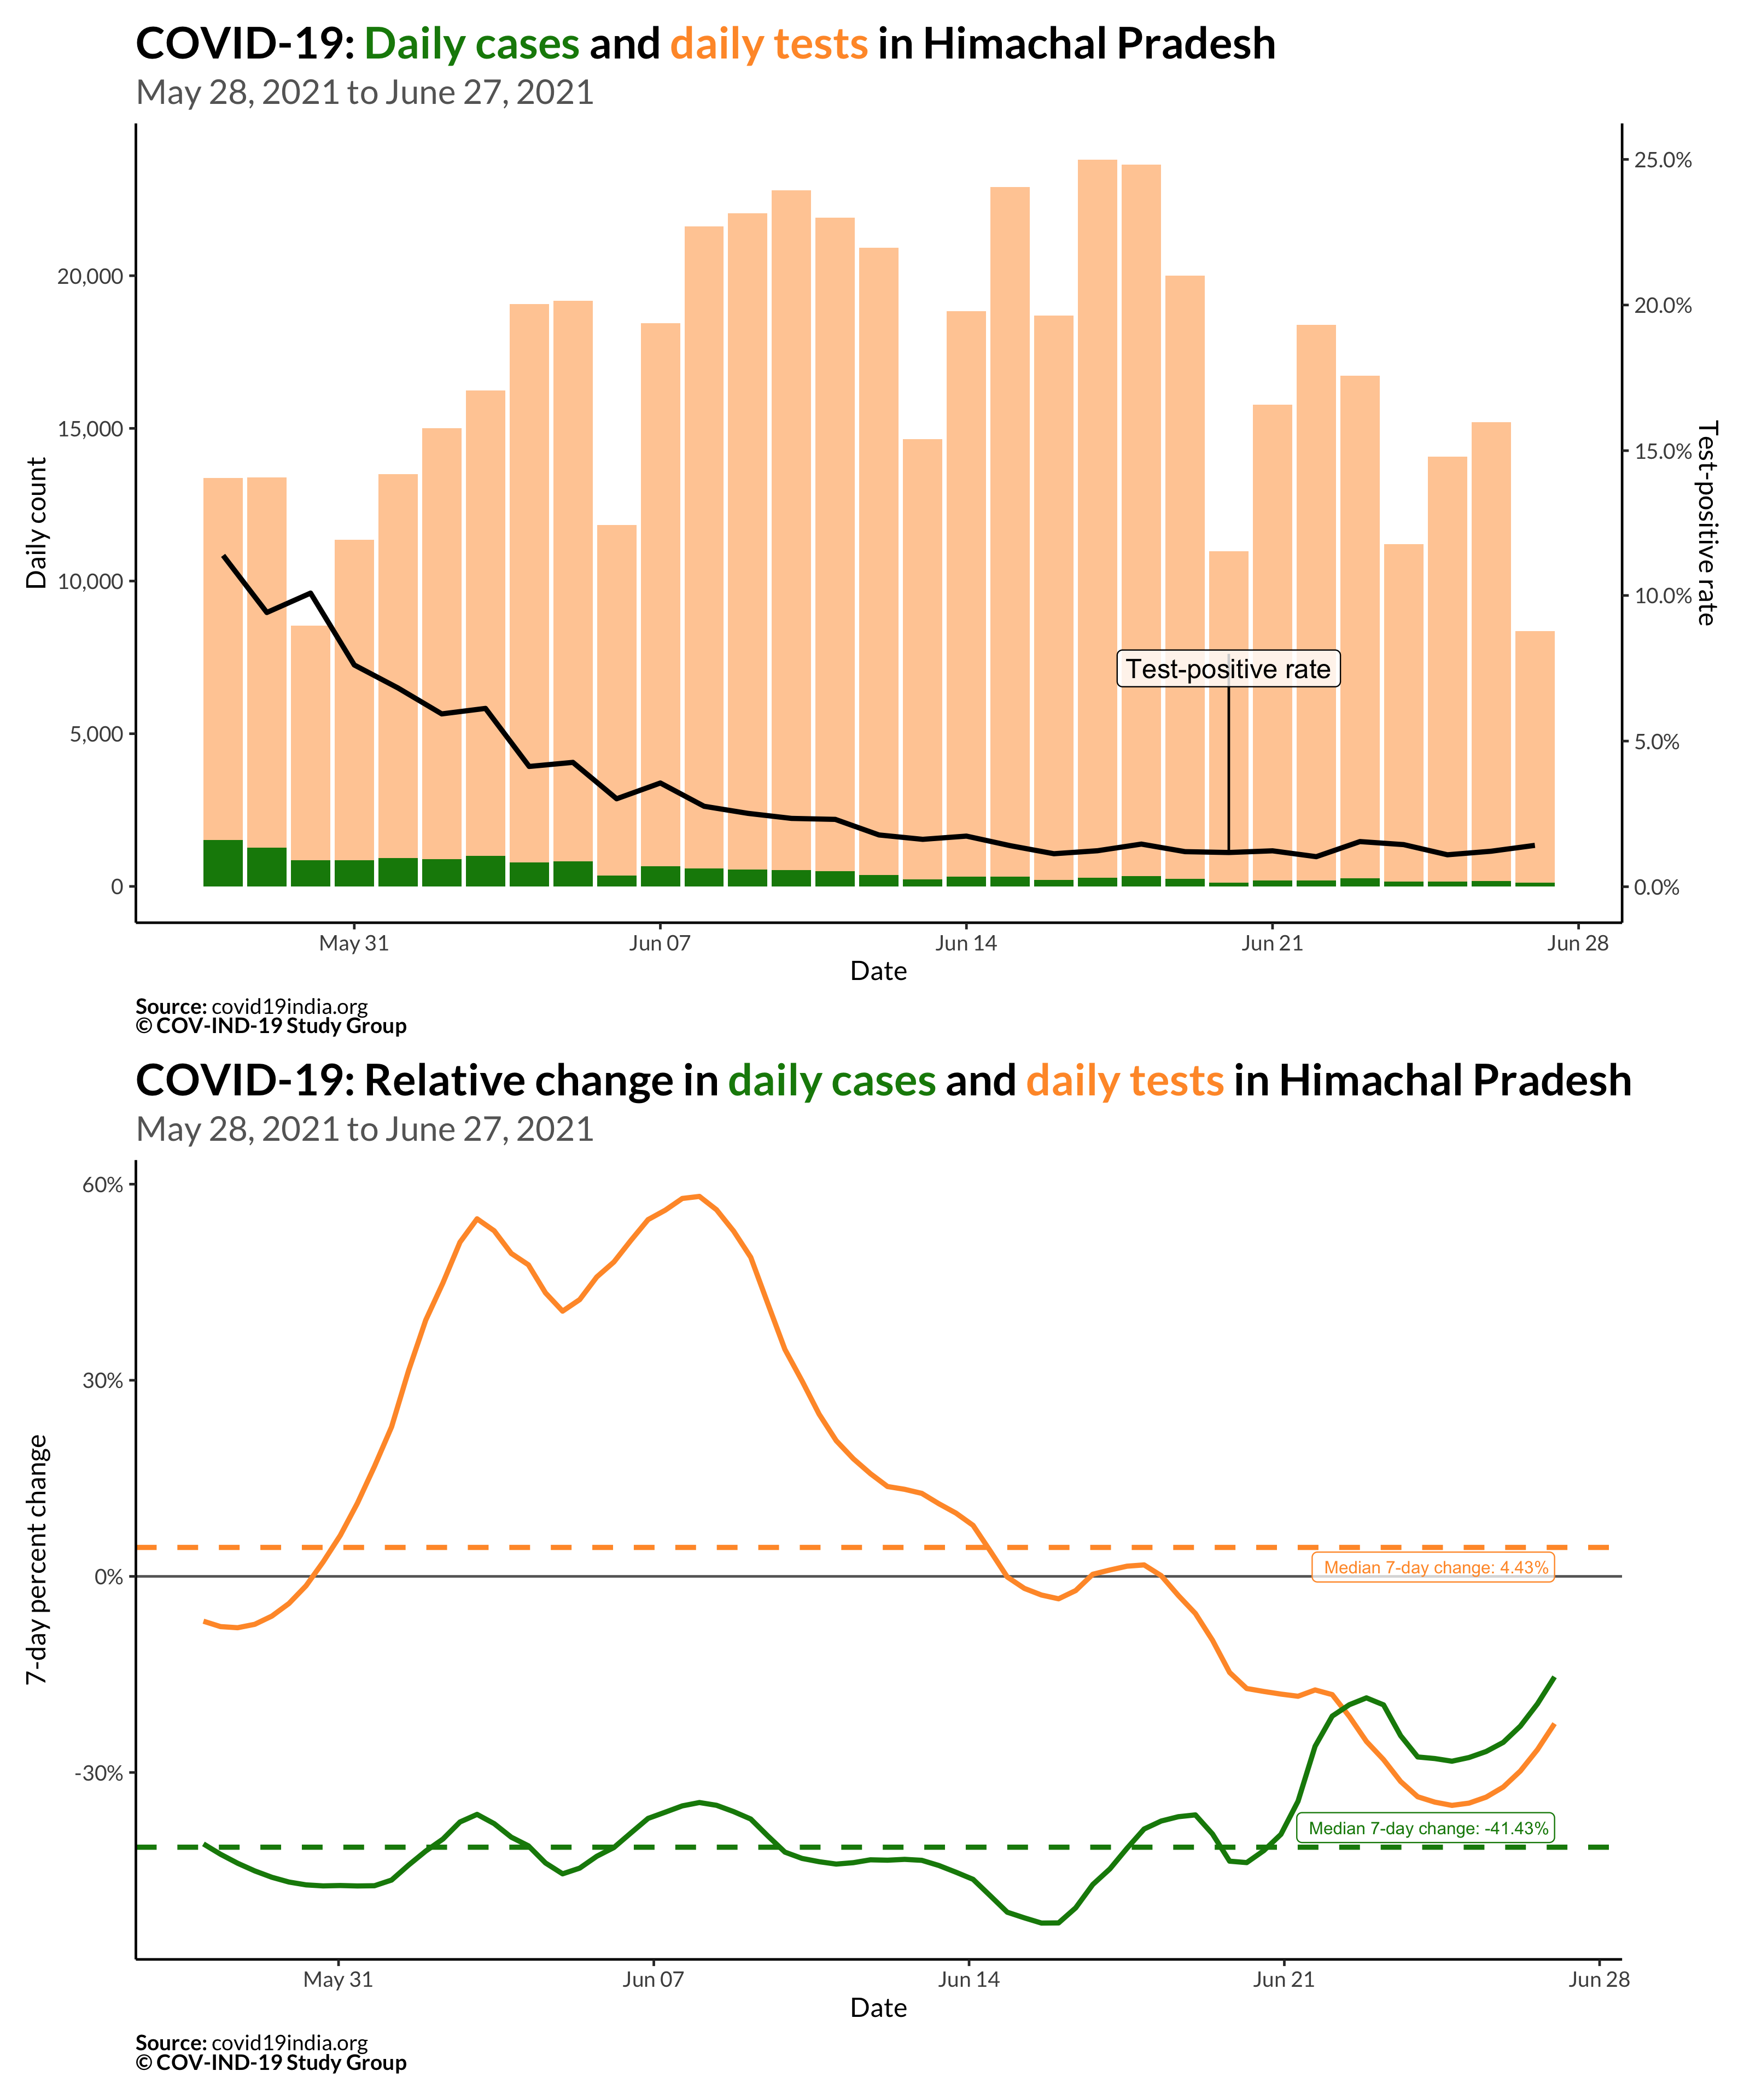 COVID-19: Daily cases and daily tests in Himachal Pradesh
May 28, 2021 to June 27, 2021
Daily count
20,000
15,000
10,000
5,000
0
25.0%
20.0%
15.0%
10.0%
5.0%
0.0%
Test-positive rate
Test-positive rate
May 31
Jun 07
Jun 14
Jun 21
Jun 28
Date
Source: covid19india.org
© COV-IND-19 Study Group
COVID-19: Relative change in daily cases and daily tests in Himachal Pradesh
May 28, 2021 to June 27, 2021
7-day percent change
60%
30%
0%
-30%
Median 7-day change: 4.43%
Median 7-day change: -41.43%
May 31
Jun 07
Jun 14
Jun 21
Jun 28
Date
Source: covid19india.org
© COV-IND-19 Study Group